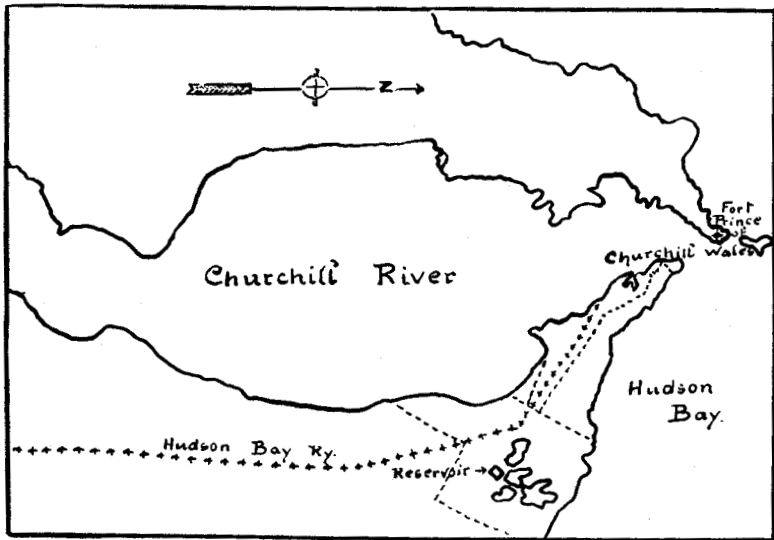 N
Fort
Prince
of
Wales
Churchill
Churchill River
Hudson
Bay.
Hudson Bay Ry.
Reservoir